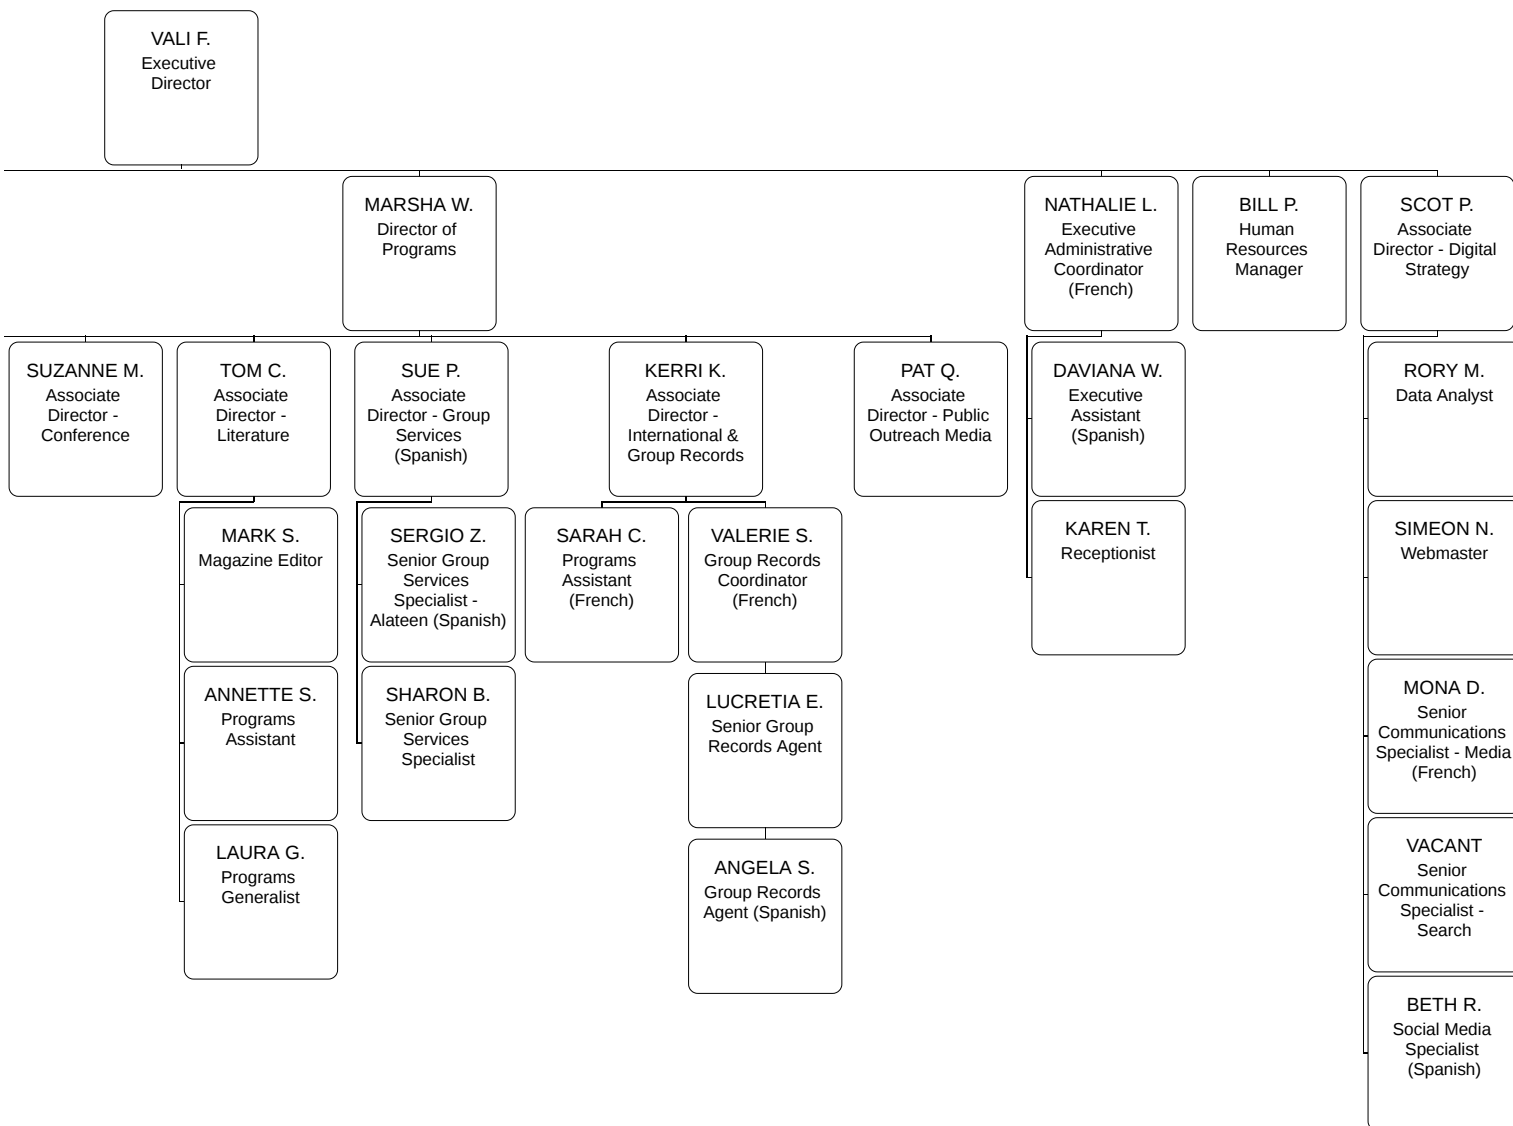 VALI F.
Executive
Director
MARSHA W.
Director of
Programs
NATHALIE L.
Executive
Administrative
Coordinator
(French)
BILL P.
Human
Resources
Manager
SCOT P.
Associate
Director - Digital
Strategy
SUZANNE M.
Associate
Director -
Conference
TOM C.
Associate
Director -
Literature
SUE P.
Associate
Director - Group
Services
(Spanish)
KERRI K.
Associate
Director -
International &
Group Records
PAT Q.
Associate
Director - Public
Outreach Media
DAVIANA W.
Executive
Assistant
(Spanish)
RORY M.
Data Analyst
MARK S.
Magazine Editor
SERGIO Z.
Senior Group
Services
Specialist -
Alateen (Spanish)
SARAH C.
Programs
Assistant
(French)
VALERIE S.
Group Records
Coordinator
(French)
KAREN T.
Receptionist
SIMEON N.
Webmaster
ANNETTE S.
Programs
Assistant
SHARON B.
Senior Group
Services
Specialist
LUCRETIA E.
Senior Group
Records Agent
MONA D.
Senior
Communications
Specialist - Media
(French)
LAURA G.
Programs
Generalist
ANGELA S.
Group Records
Agent (Spanish)
VACANT
Senior
Communications
Specialist -
Search
BETH R.
Social Media
Specialist
(Spanish)